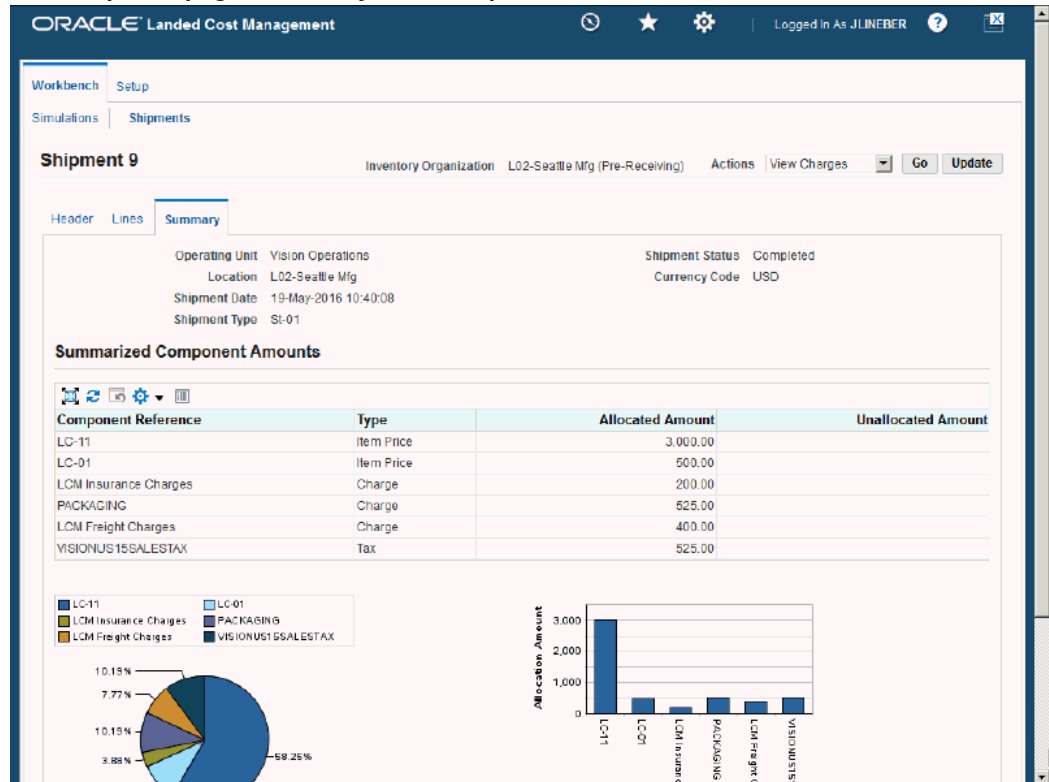 ORACLE Landed Cost Management
Logged In As JLINEBER
Workbench Setup
Simulations Shipments
Shipment 9
Inventory Organization L02-Seattle Mfg (Pre-Receiving) Actions View Charges Go Update
Header Lines Summary
Operating Unit Vision Operations Shipment Status Completed
Location L02-Seattle Mfg Currency Code USD
Shipment Date 19-May-2016 10:40:08
Shipment Type St-01
Summarized Component Amounts
Component Reference Type Allocated Amount Unallocated Amount
LC-11 Item Price 3,000.00
LC-01 Item Price 500.00
LCM Insurance Charges Charge 200.00
PACKAGING Charge 525.00
LCM Freight Charges Charge 400.00
VISIONUS15SALESTAX Tax 525.00
LC-11 LC-01
LCM Insurance Charges PACKAGING
LCM Freight Charges VISIONUS15SALESTAX
10.19%
7.77%
10.19%
3.88%
58.25%
Allocation Amount
3,000
2,000
1,000
0
LC-11
LC-01
LCM Insuranc
PACKAGING
LCM Freight C
VISIONUS15